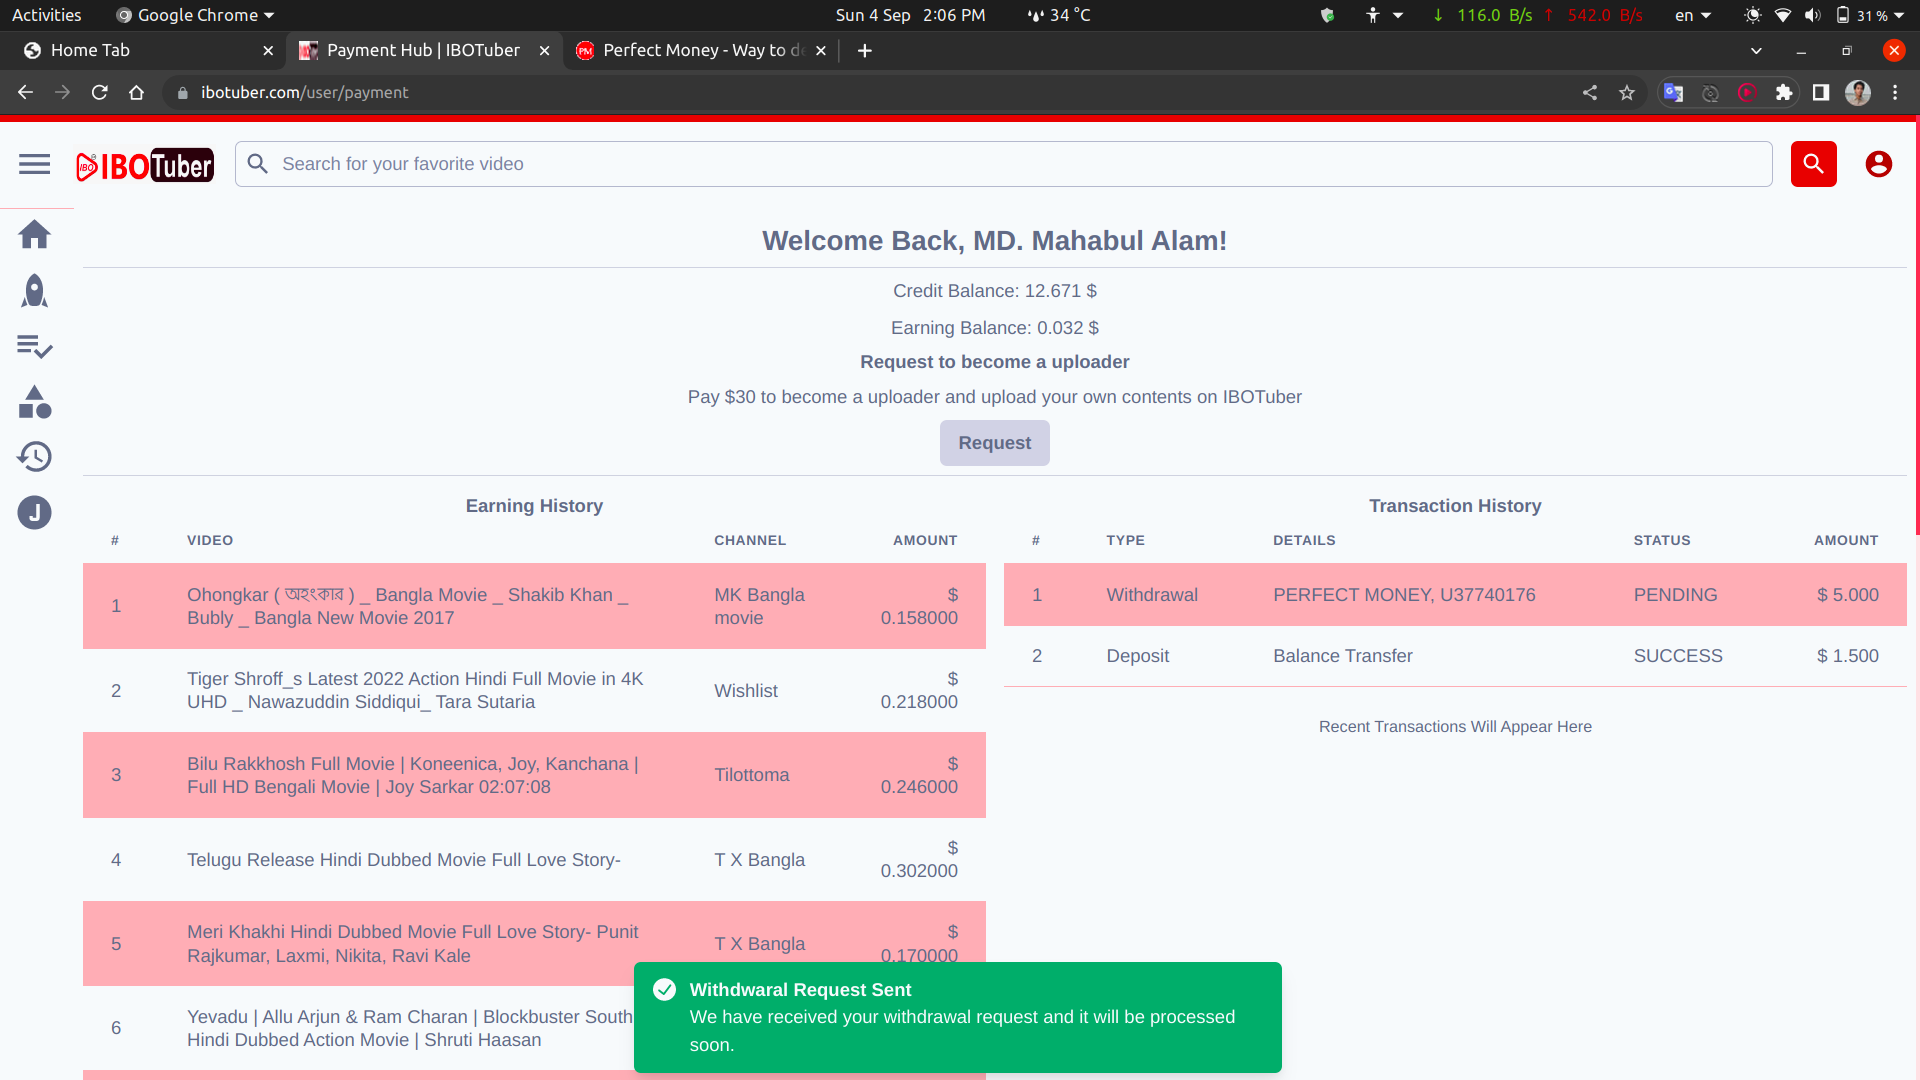 Activities
Google Chrome
Sun 4 Sep 2:06 PM
34 °C
↓ 116.0 B/s ↑ 542.0 B/s
en
31 %
Home Tab
Payment Hub | IBOTuber
Perfect Money - Way to de
ibotuber.com/user/payment
IBO
IBOTuber
Search for your favorite video
Welcome Back, MD. Mahabul Alam!
Credit Balance: 12.671 $
Earning Balance: 0.032 $
Request to become a uploader
Pay $30 to become a uploader and upload your own contents on IBOTuber
Request
J
Earning History
# VIDEO CHANNEL AMOUNT
1 Ohongkar ( অহংকার ) _ Bangla Movie _ Shakib Khan _ MK Bangla $
Bubly _ Bangla New Movie 2017 movie 0.158000
2 Tiger Shroff_s Latest 2022 Action Hindi Full Movie in 4K Wishlist $
UHD _ Nawazuddin Siddiqui_ Tara Sutaria 0.218000
3 Bilu Rakkhosh Full Movie | Koneenica, Joy, Kanchana | Tilottoma $
Full HD Bengali Movie | Joy Sarkar 02:07:08 0.246000
4 Telugu Release Hindi Dubbed Movie Full Love Story- T X Bangla $
0.302000
5 Meri Khakhi Hindi Dubbed Movie Full Love Story- Punit T X Bangla $
Rajkumar, Laxmi, Nikita, Ravi Kale 0.170000
6 Yevadu | Allu Arjun & Ram Charan | Blockbuster South
Hindi Dubbed Action Movie | Shruti Haasan
Transaction History
# TYPE DETAILS STATUS AMOUNT
1 Withdrawal PERFECT MONEY, U37740176 PENDING $ 5.000
2 Deposit Balance Transfer SUCCESS $ 1.500
Recent Transactions Will Appear Here
Withdwaral Request Sent
We have received your withdrawal request and it will be processed
soon.